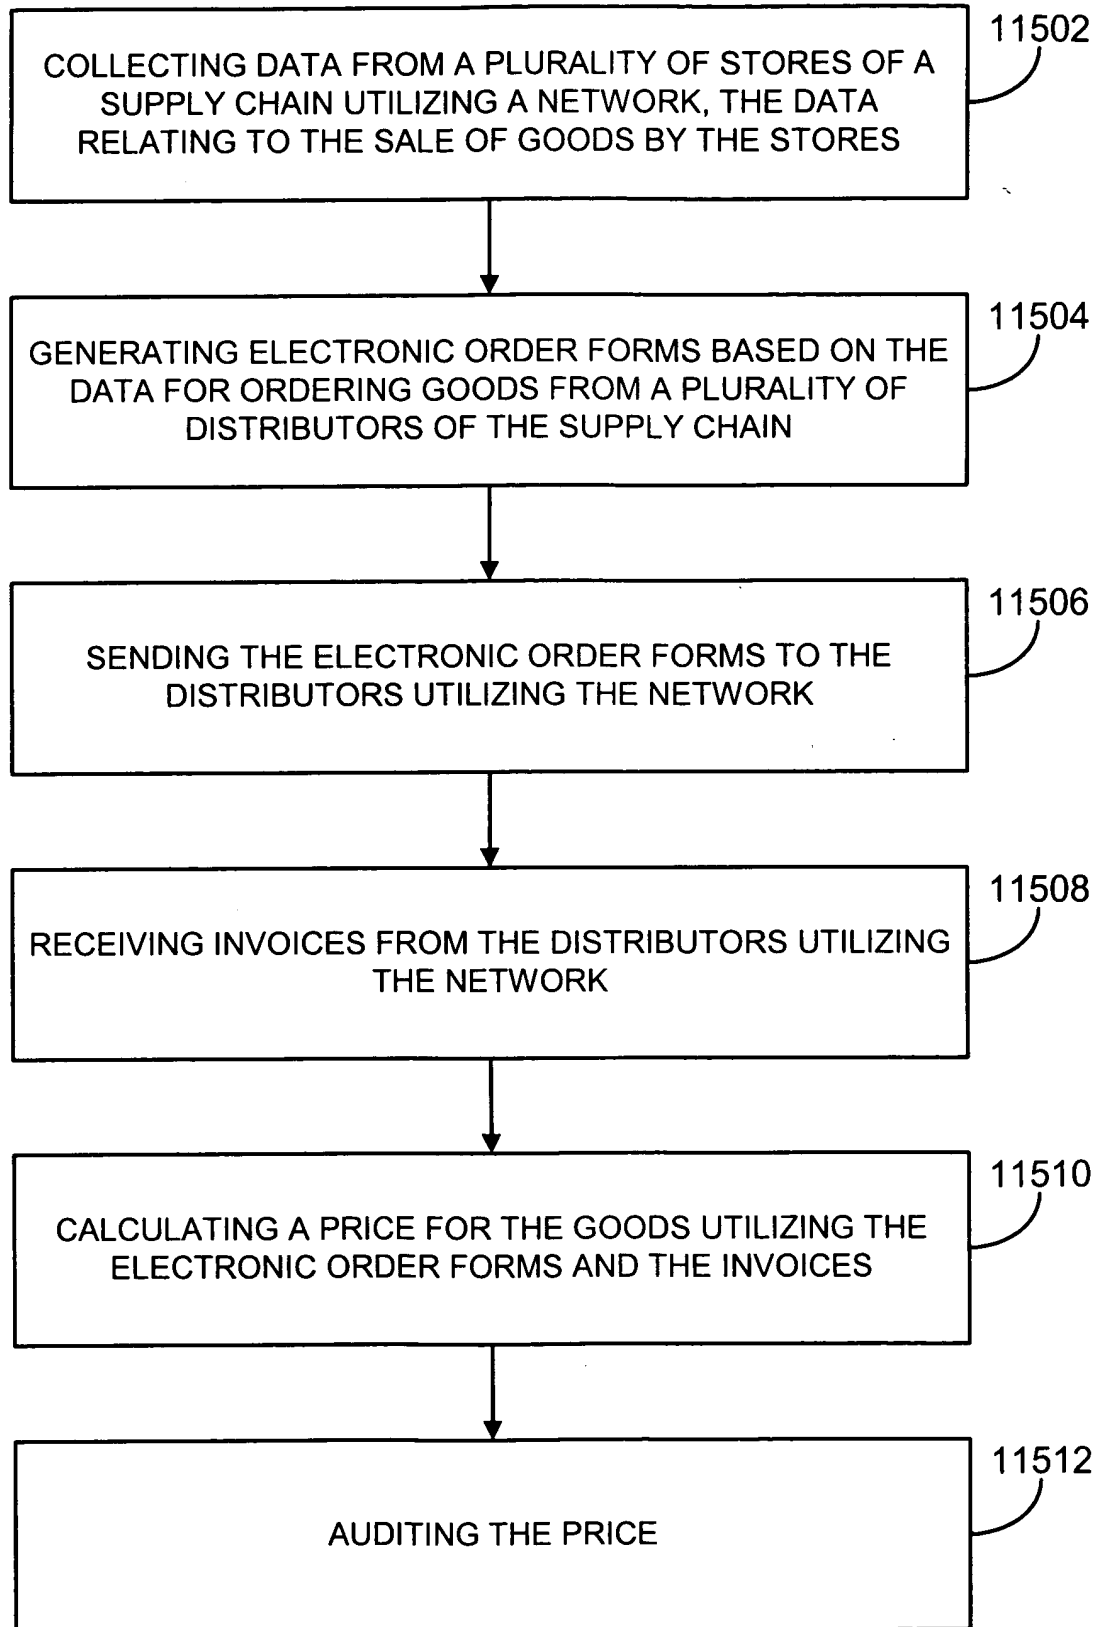 11502
COLLECTING DATA FROM A PLURALITY OF STORES OF A
SUPPLY CHAIN UTILIZING A NETWORK, THE DATA
RELATING TO THE SALE OF GOODS BY THE STORES
11504
GENERATING ELECTRONIC ORDER FORMS BASED ON THE
DATA FOR ORDERING GOODS FROM A PLURALITY OF
DISTRIBUTORS OF THE SUPPLY CHAIN
11506
SENDING THE ELECTRONIC ORDER FORMS TO THE
DISTRIBUTORS UTILIZING THE NETWORK
11508
RECEIVING INVOICES FROM THE DISTRIBUTORS UTILIZING
THE NETWORK
11510
CALCULATING A PRICE FOR THE GOODS UTILIZING THE
ELECTRONIC ORDER FORMS AND THE INVOICES
11512
AUDITING THE PRICE